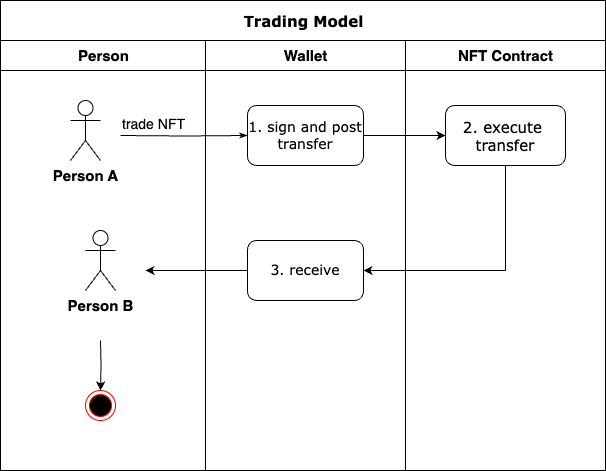 Trading Model
Person
Wallet
NFT Contract
trade NFT
Person A
1. sign and post
transfer
2. execute
transfer
Person B
3. receive